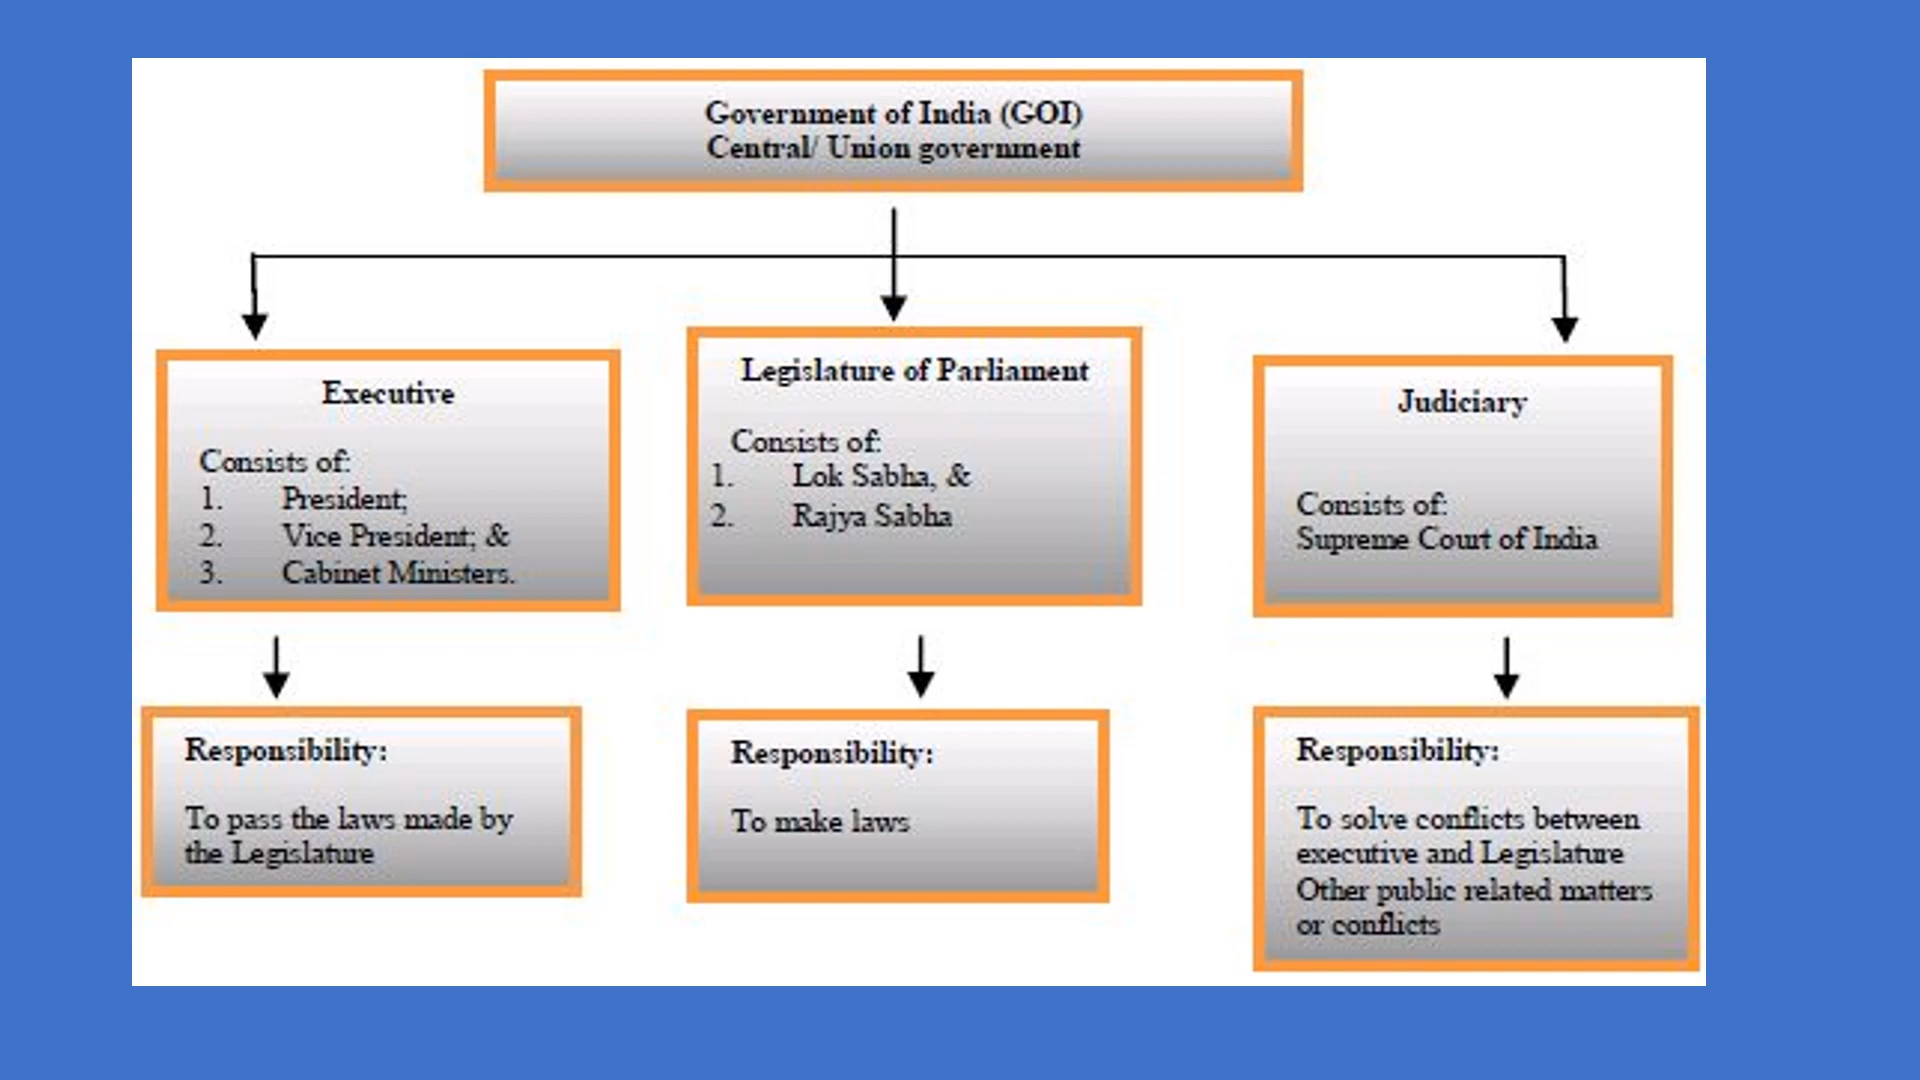 Government of India (GOI)
Central/ Union government
Executive
Consists of:
1. President;
2. Vice President; &
3. Cabinet Ministers.
Legislature of Parliament
Consists of:
1. Lok Sabha, &
2. Rajya Sabha
Judiciary
Consists of:
Supreme Court of India
Responsibility:
To pass the laws made by
the Legislature
Responsibility:
To make laws
Responsibility:
To solve conflicts between
executive and Legislature
Other public related matters
or conflicts